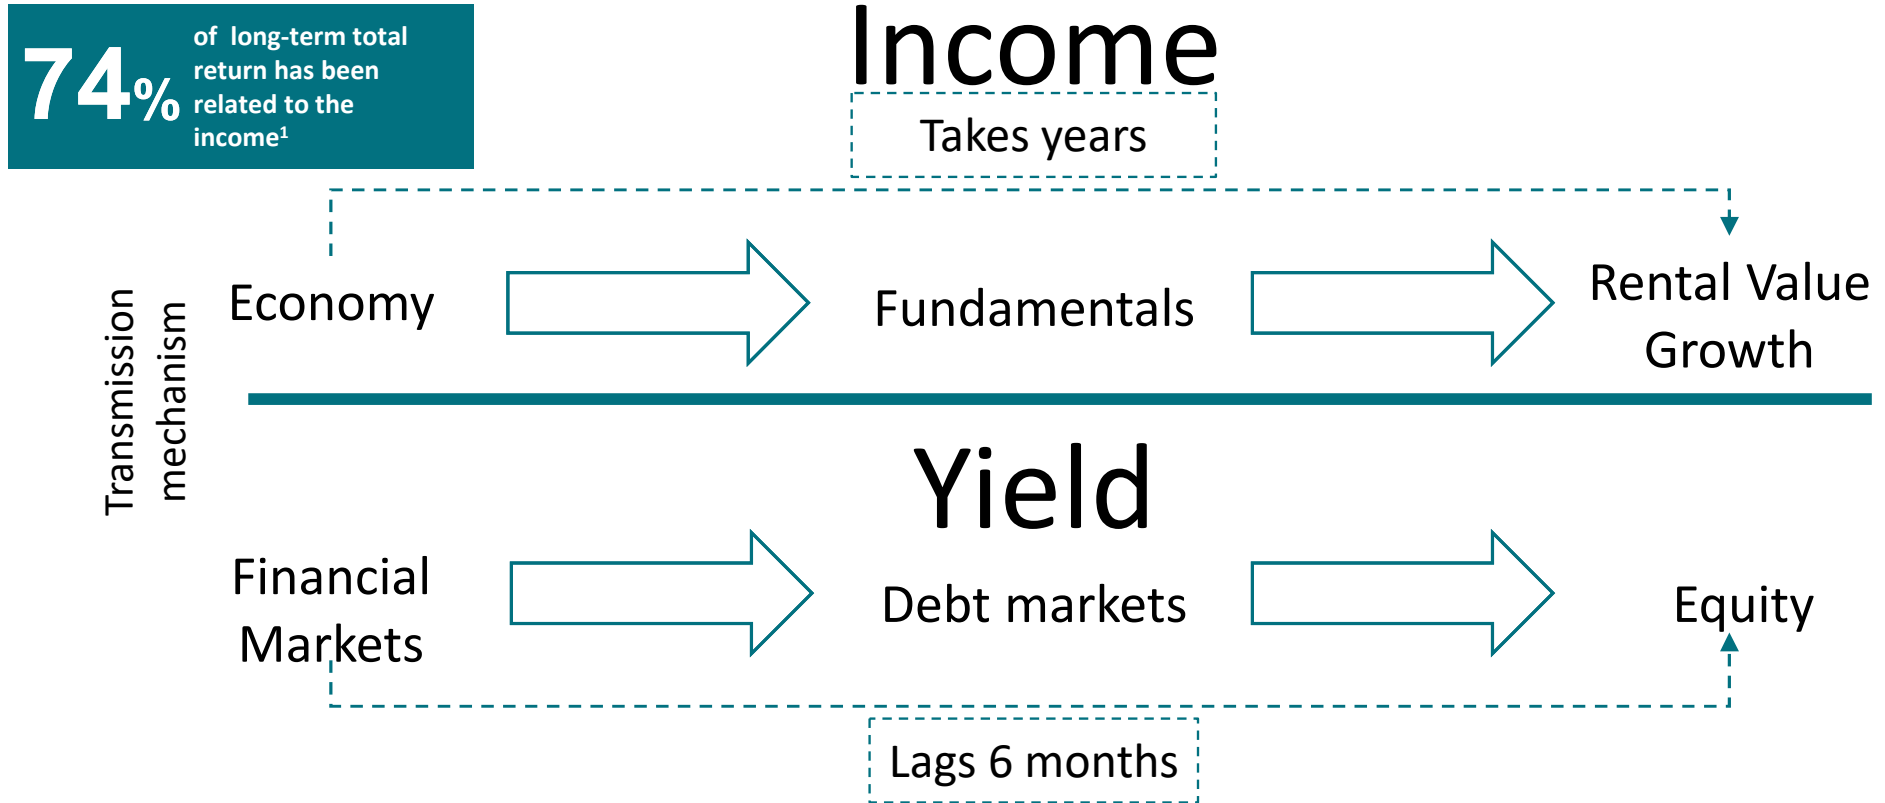 74%
of long-term total
return has been
related to the
income¹
Income
Takes years
Transmission
mechanism
Economy
Fundamentals
Rental Value
Growth
Yield
Financial
Markets
Debt markets
Equity
Lags 6 months